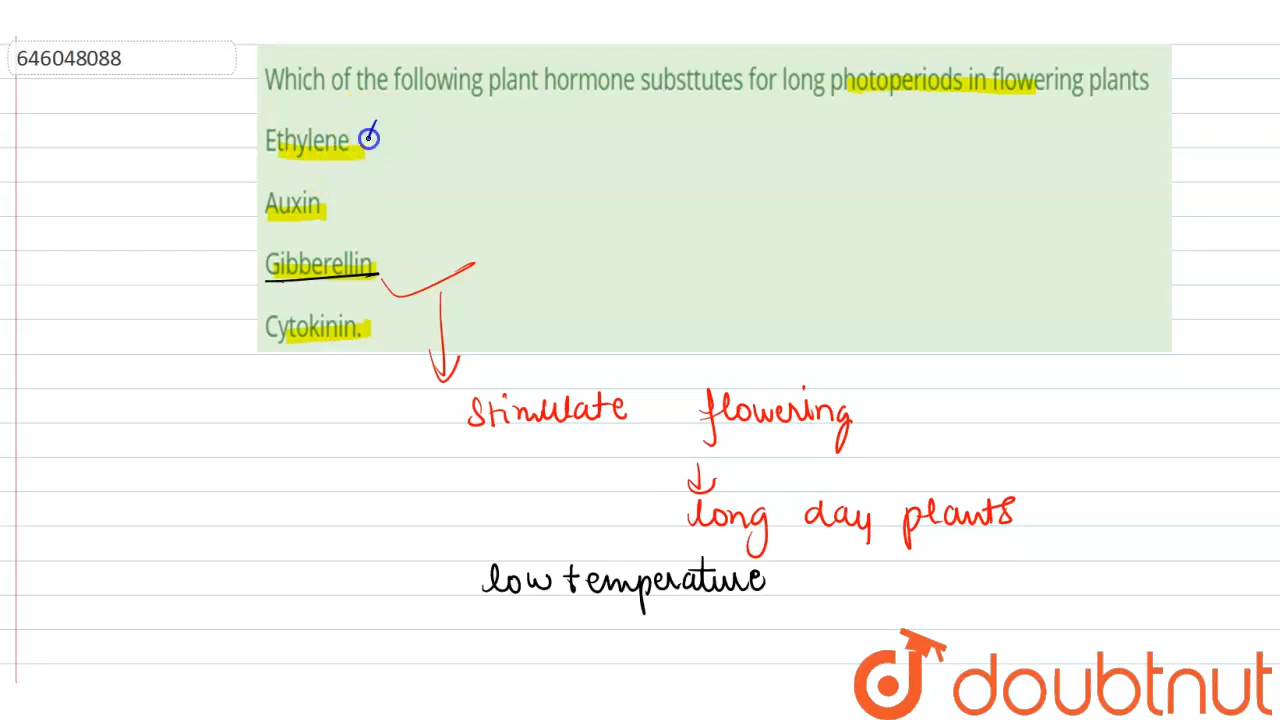 646048088
Which of the following plant hormone substtutes for long photoperiods in flowering plants
Ethylene
Auxin
Gibberellin
Cytokinin.
Stimulate flowering
long day plants
low temperature
doubtnut